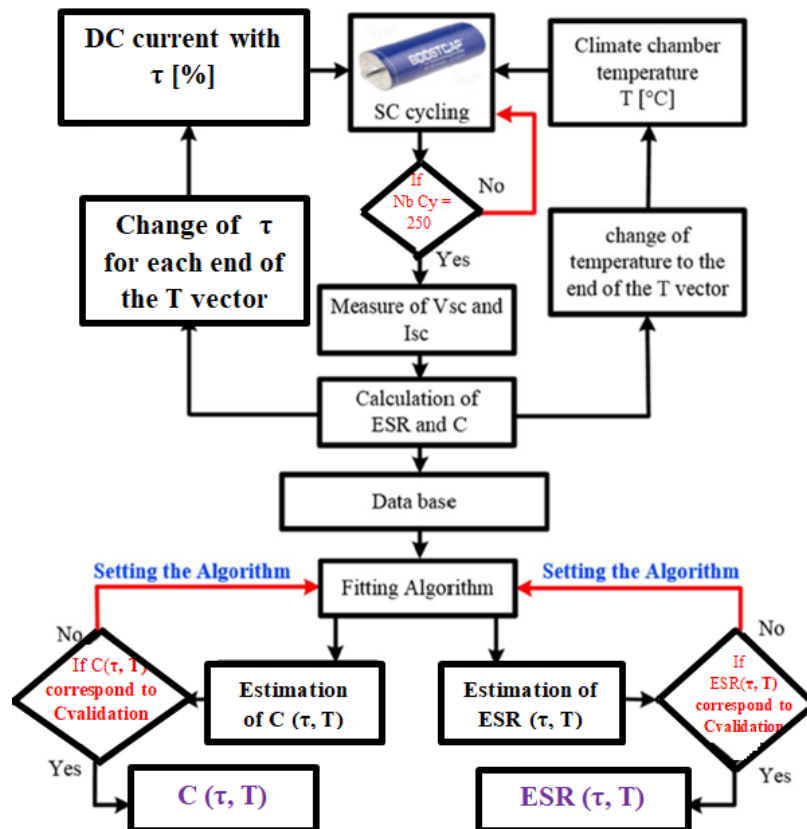 DC current with
τ [%]
BOOSTCAP
SC cycling
Climate chamber
temperature
T [°C]
If
Nb Cy =
250
No
Yes
Change of τ
for each end of
the T vector
change of
temperature to the
end of the T vector
Measure of Vsc and
Isc
Calculation of
ESR and C
Data base
Fitting Algorithm
Setting the Algorithm
Setting the Algorithm
No
If C(τ, T)
correspond to
Cvalidation
Yes
Estimation
of C (τ, T)
Estimation of
ESR (τ, T)
No
If
ESR(τ, T)
correspond to
Cvalidation
Yes
C (τ, T)
ESR (τ, T)